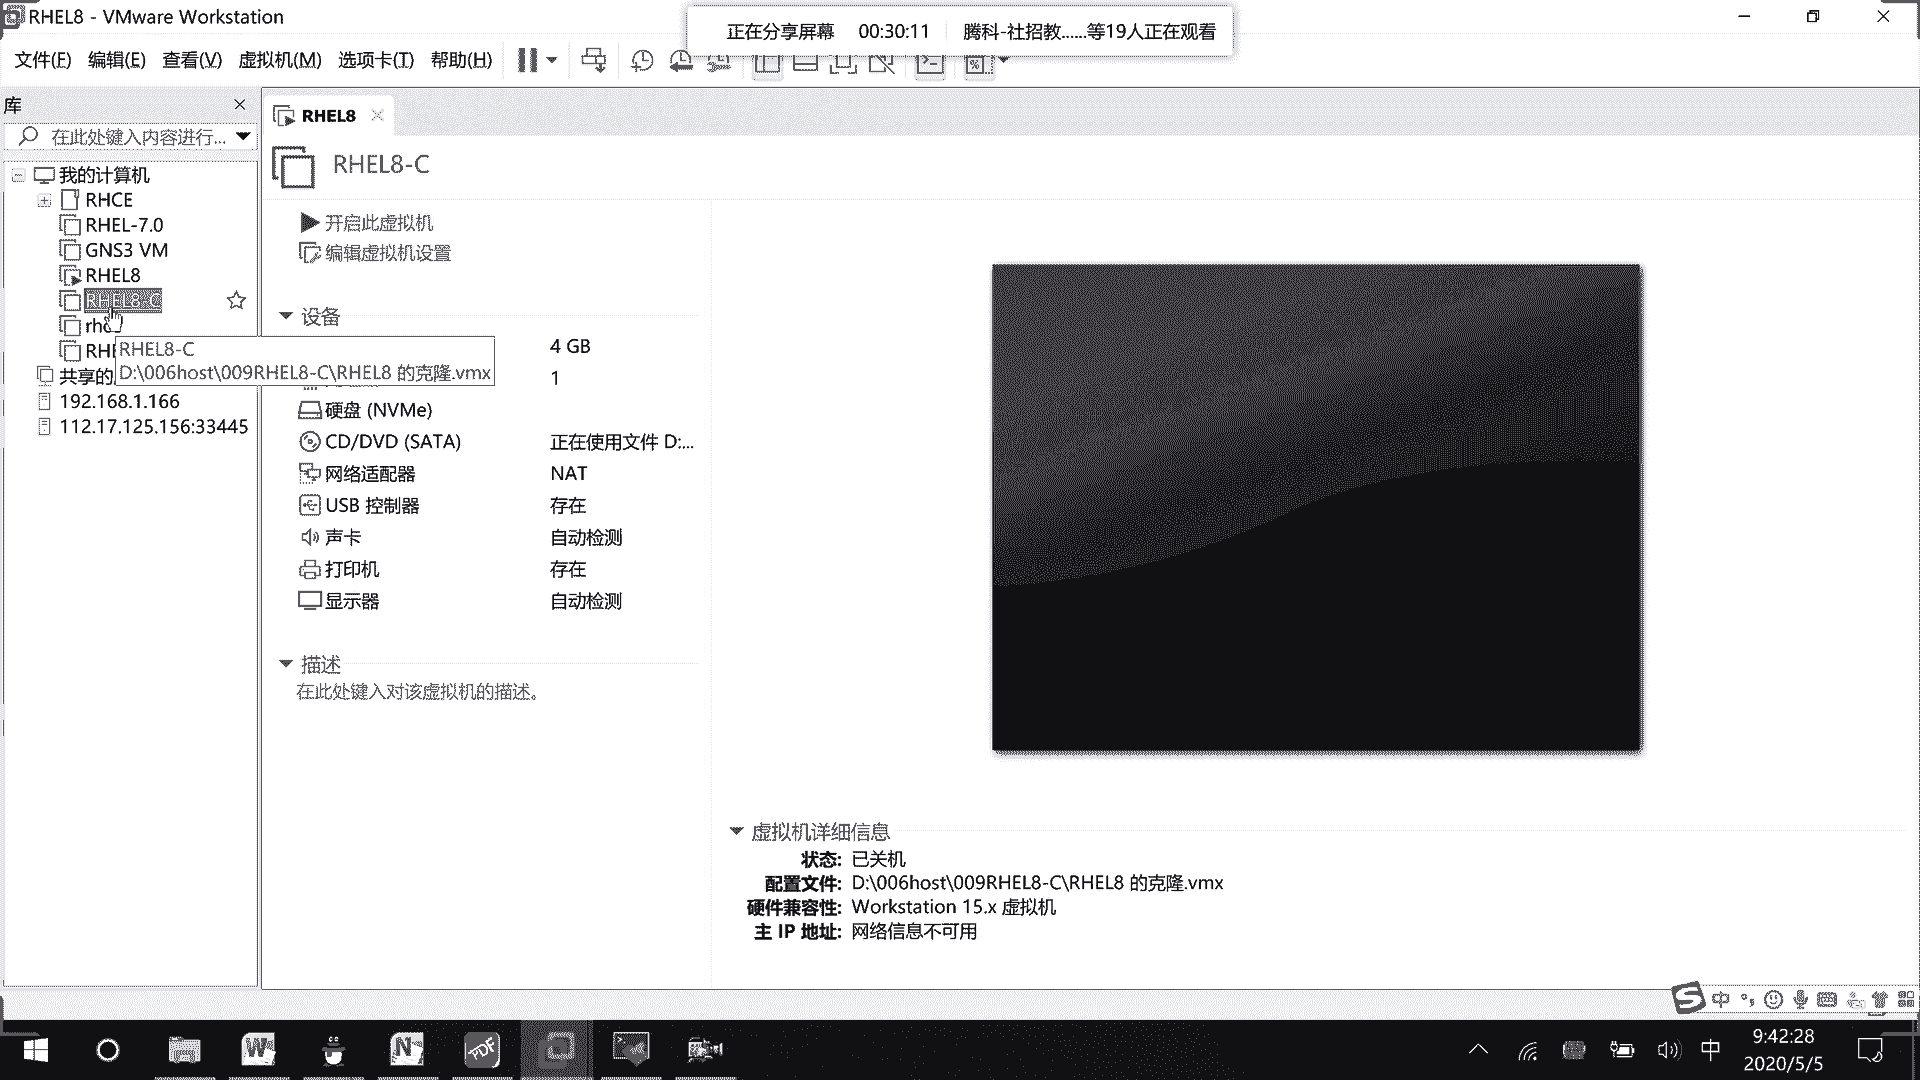 RHEL8 - VMware Workstation
正在分享屏幕 00:30:11 腾科-社招教......等19人正在观看
文件(F) 编辑(E) 查看(V) 虚拟机(M) 选项卡(T) 帮助(H)
库
在此处键入内容进行...
我的计算机
RHCE
RHEL-7.0
GNS3 VM
RHEL8
RHEL8-C
RHE
共享的
192.168.1.166
112.17.125.156:33445
RHEL8-C
D:\006host\009RHEL8-C\RHEL8 的克隆.vmx
RHEL8
RHEL8-C
开启此虚拟机
编辑虚拟机设置
设备
4 GB
1
硬盘 (NVMe)
CD/DVD (SATA) 正在使用文件 D:...
网络适配器 NAT
USB 控制器 存在
声卡 自动检测
打印机 存在
显示器 自动检测
描述
在此处键入对该虚拟机的描述。
虚拟机详细信息
状态: 已关机
配置文件: D:\006host\009RHEL8-C\RHEL8 的克隆.vmx
硬件兼容性: Workstation 15.x 虚拟机
主 IP 地址: 网络信息不可用
中
中
9:42:28
2020/5/5